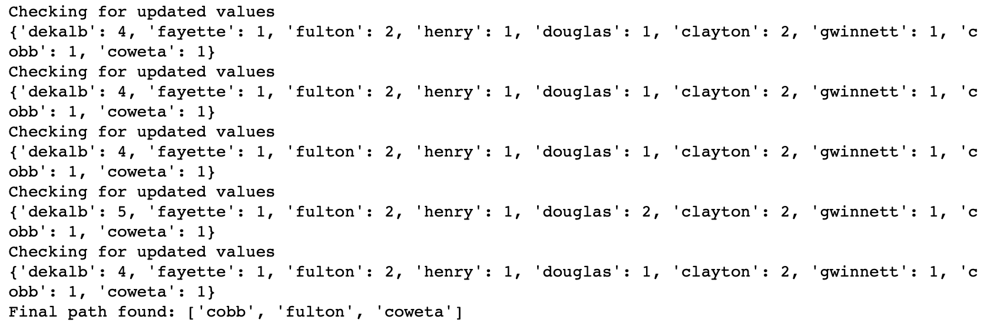 Checking for updated values
{'dekalb': 4, 'fayette': 1, 'fulton': 2, 'henry': 1, 'douglas': 1, 'clayton': 2, 'gwinnett': 1, 'c
obb': 1, 'coweta': 1}
Checking for updated values
{'dekalb': 4, 'fayette': 1, 'fulton': 2, 'henry': 1, 'douglas': 1, 'clayton': 2, 'gwinnett': 1, 'c
obb': 1, 'coweta': 1}
Checking for updated values
{'dekalb': 4, 'fayette': 1, 'fulton': 2, 'henry': 1, 'douglas': 1, 'clayton': 2, 'gwinnett': 1, 'c
obb': 1, 'coweta': 1}
Checking for updated values
{'dekalb': 5, 'fayette': 1, 'fulton': 2, 'henry': 1, 'douglas': 2, 'clayton': 2, 'gwinnett': 1, 'c
obb': 1, 'coweta': 1}
Checking for updated values
{'dekalb': 4, 'fayette': 1, 'fulton': 2, 'henry': 1, 'douglas': 1, 'clayton': 2, 'gwinnett': 1, 'c
obb': 1, 'coweta': 1}
Final path found: ['cobb', 'fulton', 'coweta']